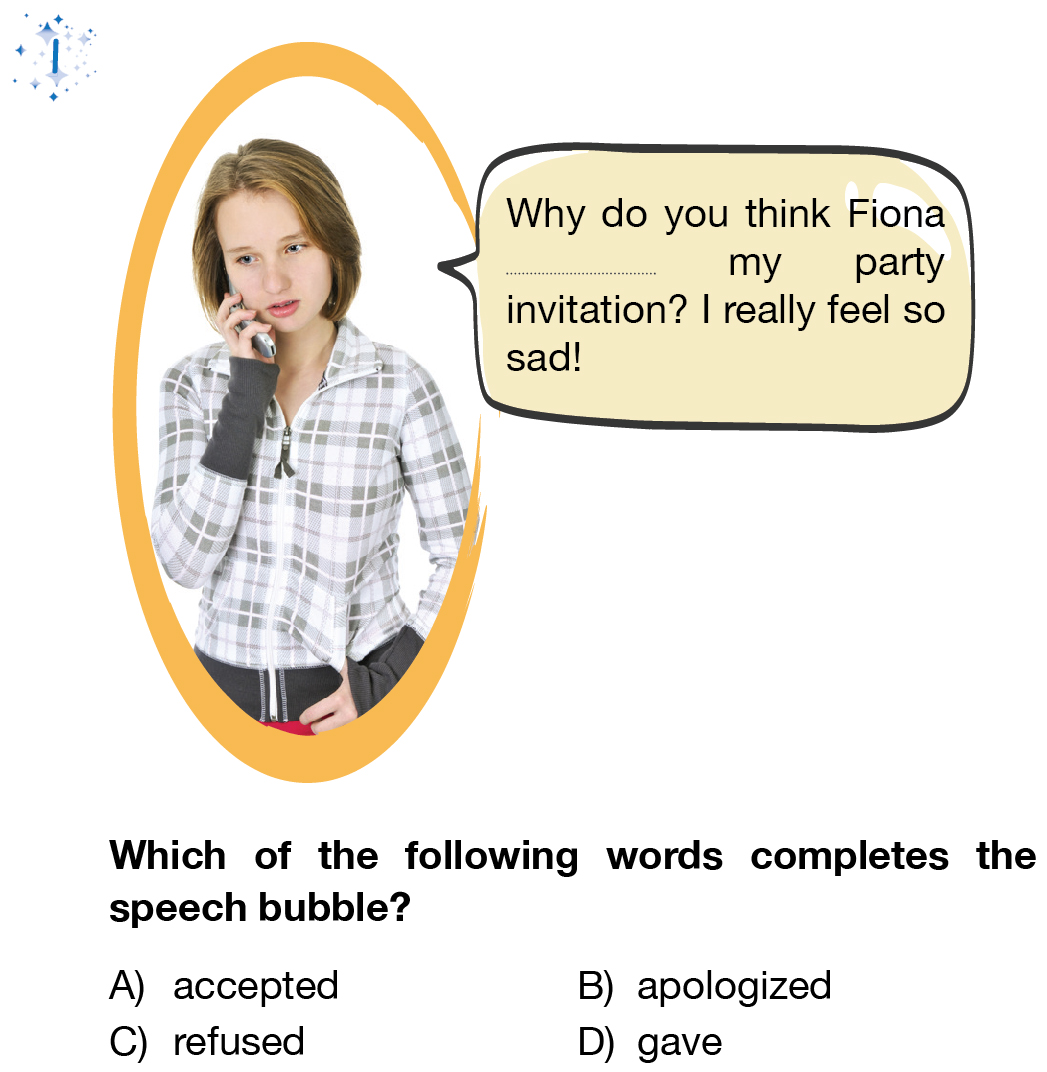 1
Why do you think Fiona
............................ my party
invitation? I really feel so
sad!
Which of the following words completes the
speech bubble?
A) accepted
B) apologized
C) refused
D) gave